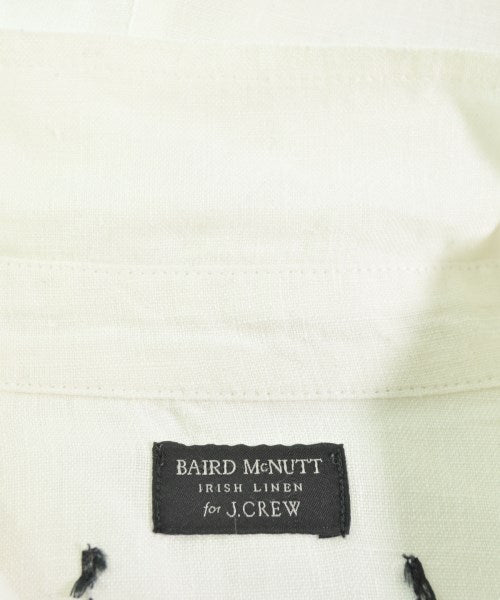 BAIRD McNUTT
IRISH LINEN
for J.CREW